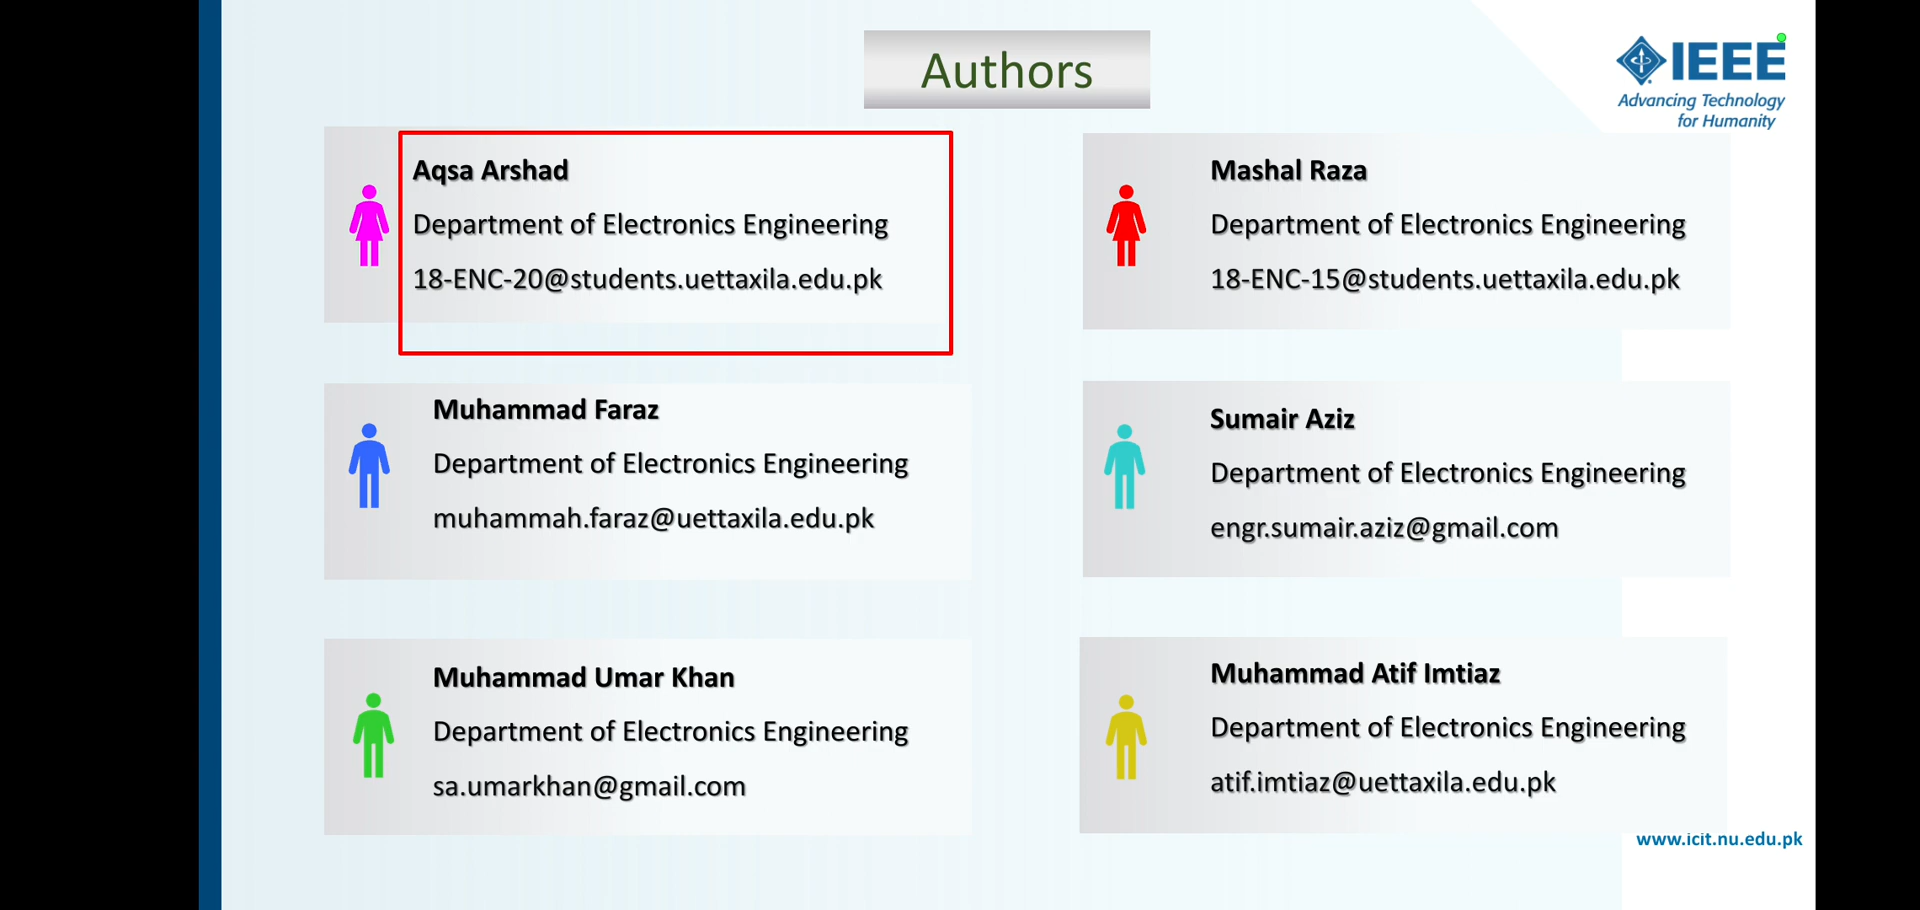 Authors
IEEE
Advancing Technology
for Humanity
Aqsa Arshad
Department of Electronics Engineering
18-ENC-20@students.uettaxila.edu.pk
Mashal Raza
Department of Electronics Engineering
18-ENC-15@students.uettaxila.edu.pk
Muhammad Faraz
Department of Electronics Engineering
muhammah.faraz@uettaxila.edu.pk
Sumair Aziz
Department of Electronics Engineering
engr.sumair.aziz@gmail.com
Muhammad Umar Khan
Department of Electronics Engineering
sa.umarkhan@gmail.com
Muhammad Atif Imtiaz
Department of Electronics Engineering
atif.imtiaz@uettaxila.edu.pk
www.icit.nu.edu.pk